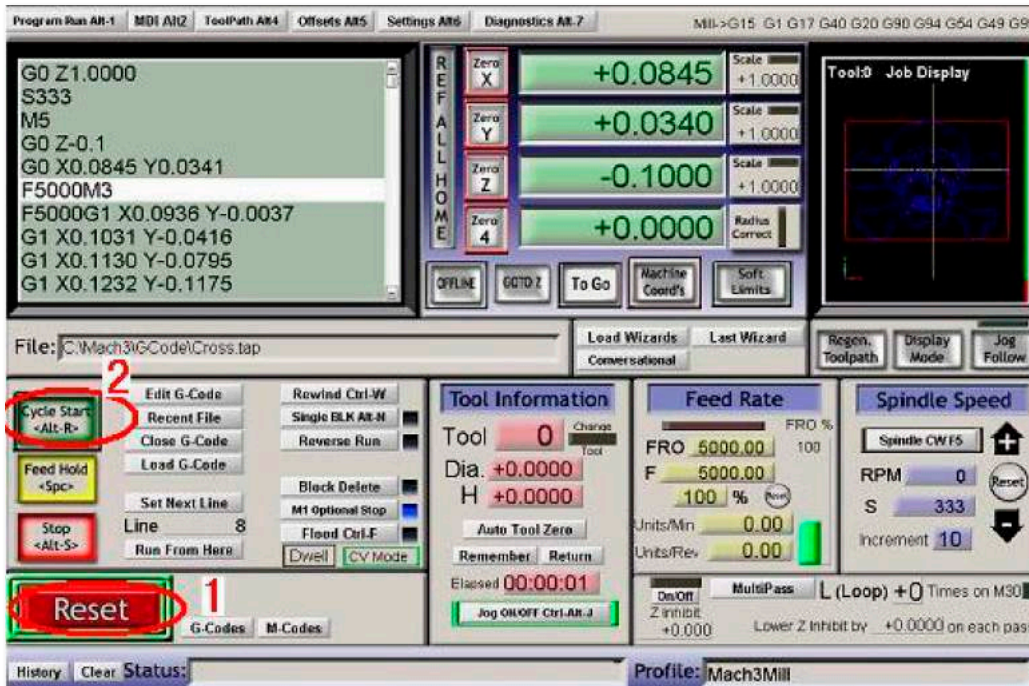 Program Run Alt-1 MDI Alt2 ToolPath Alt4 Offsets Alt5 Settings Alt6 Diagnostics Alt-7 Mill->G15 G1 G17 G40 G20 G90 G94 G54 G49 G9
G0 Z1.0000
S333
M5
G0 Z-0.1
G0 X0.0845 Y0.0341
F5000M3
F5000G1 X0.0936 Y-0.0037
G1 X0.1031 Y-0.0416
G1 X0.1130 Y-0.0795
G1 X0.1232 Y-0.1175
REF ALL HOME
Zero X +0.0845 Scale +1.0000
Zero Y +0.0340 Scale +1.0000
Zero Z -0.1000 Scale +1.0000
Zero 4 +0.0000 Radius Correct
OFFLINE GOTO Z To Go Machine Coord's Soft Limits
Tool:0 Job Display
File: C:\Mach3\GCode\Cross.tap
Load Wizards Last Wizard
Conversational
Regen. Toolpath Display Mode Jog Follow
2
Cycle Start <Alt-R>
Feed Hold <Spc>
Stop <Alt-S>
Edit G-Code
Recent File
Close G-Code
Load G-Code
Set Next Line
Line 8
Run From Here
Rewind Ctrl-W
Single BLK Alt-N
Reverse Run
Block Delete
M1 Optional Stop
Flood Ctrl-F
Dwell CV Mode
Reset 1
G-Codes M-Codes
Tool Information
Tool 0 Change Tool
Dia. +0.0000
H +0.0000
Auto Tool Zero
Remember Return
Elapsed 00:00:01
Jog ON/OFF Ctrl-Alt-J
Feed Rate
FRO %
FRO 5000.00 100
F 5000.00
100 % Reset
Units/Min 0.00
Units/Rev 0.00
Spindle Speed
Spindle CW F5
RPM 0 Reset
S 333
Increment 10
On/Off MultiPass L (Loop) +0 Times on M30
Z Inhibit
+0.000 Lower Z Inhibit by +0.0000 on each pas
History Clear Status: Profile: Mach3Mill